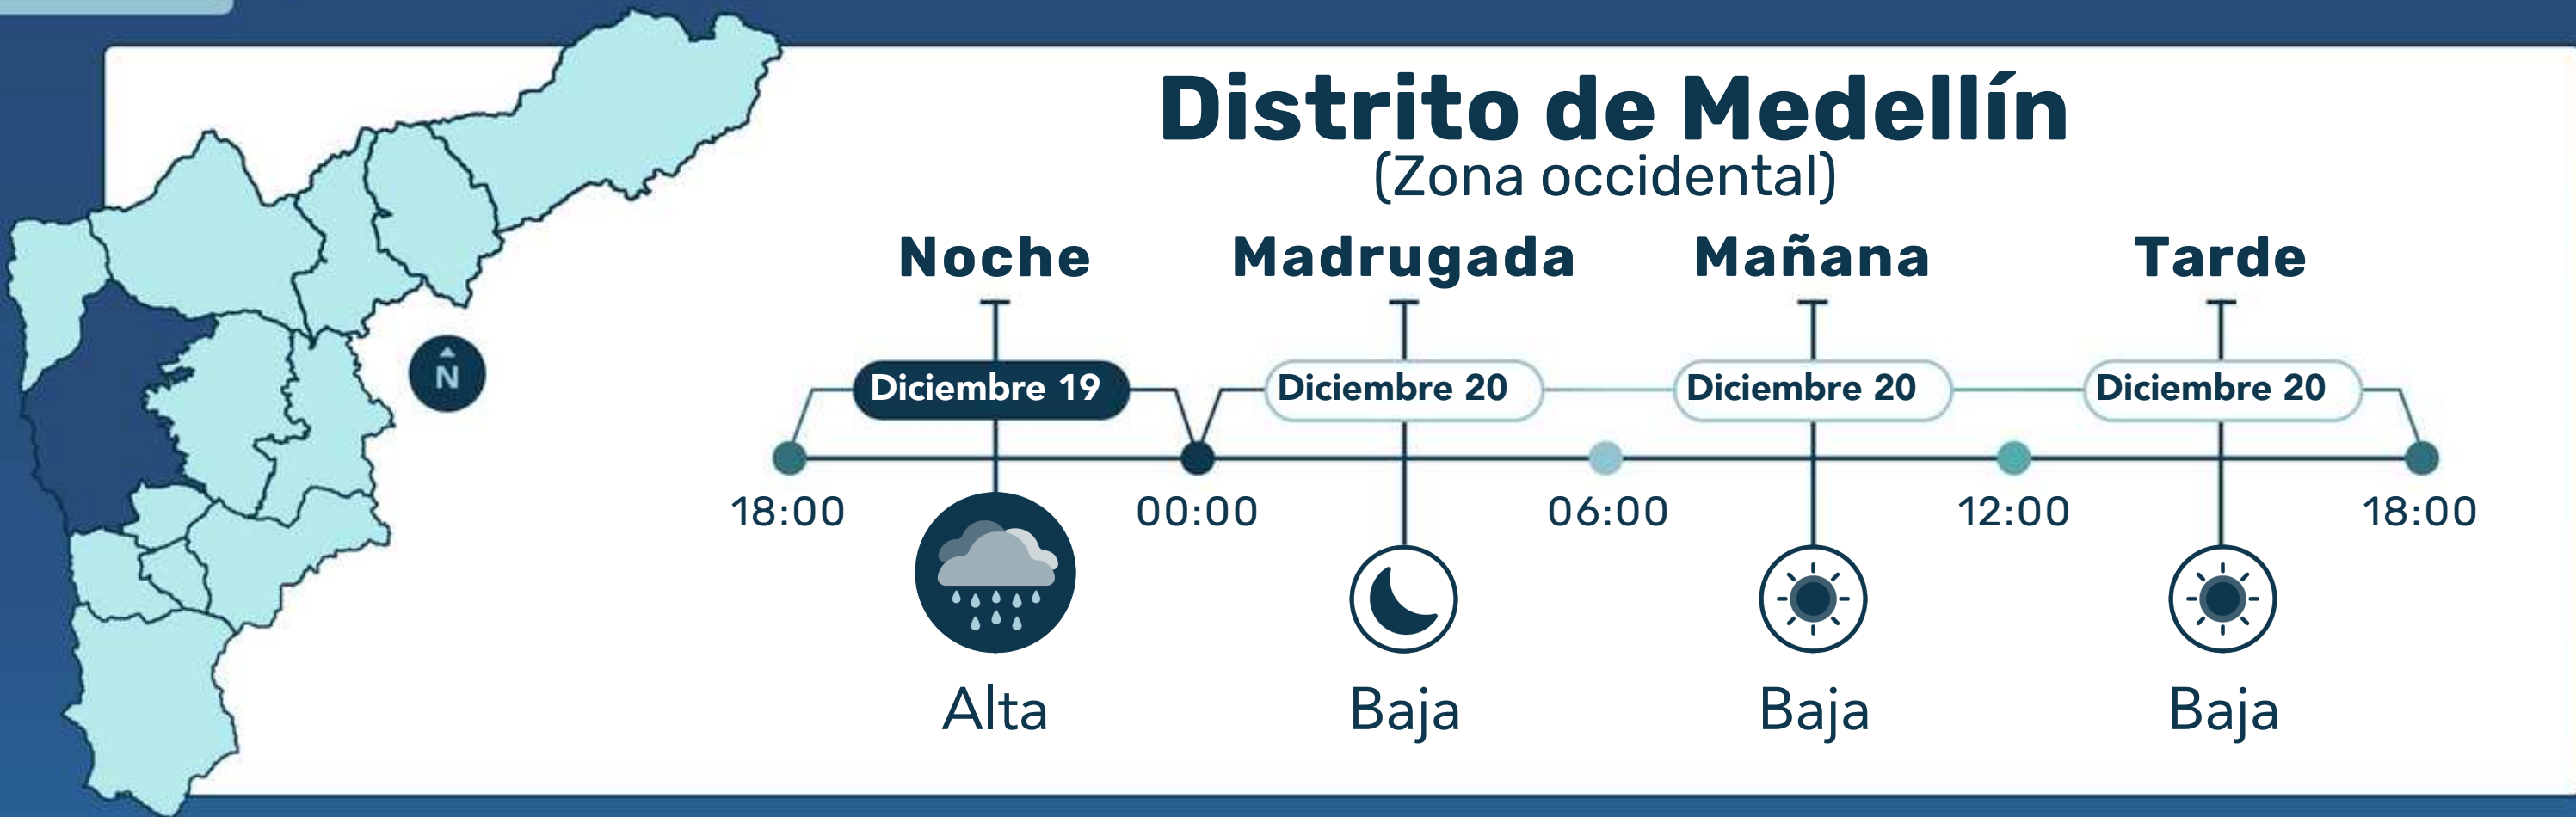 Distrito de Medellín
(Zona occidental)
Noche Madrugada Mañana Tarde
N
Diciembre 19 Diciembre 20 Diciembre 20 Diciembre 20
18:00 00:00 06:00 12:00 18:00
Alta Baja Baja Baja